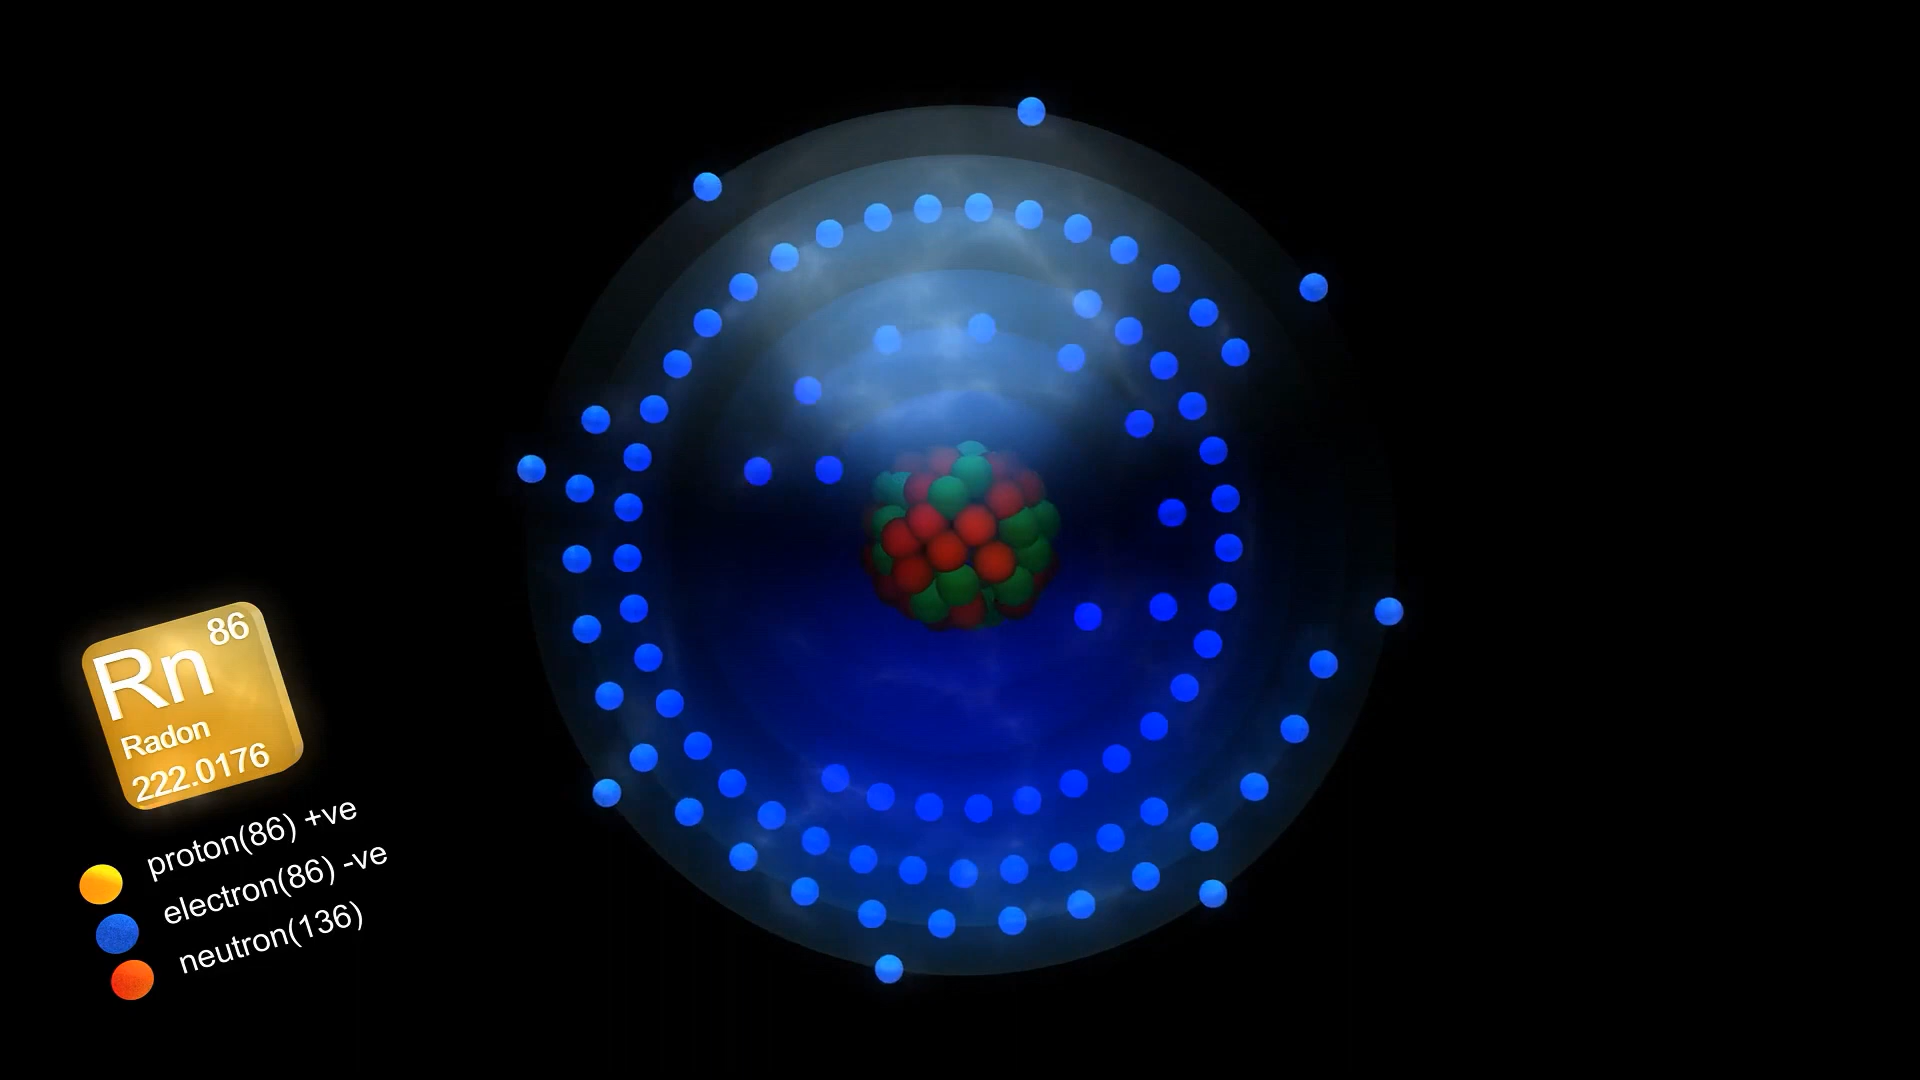 86
Rn
Radon
222.0176
proton(86) +ve
electron(86) -ve
neutron(136)